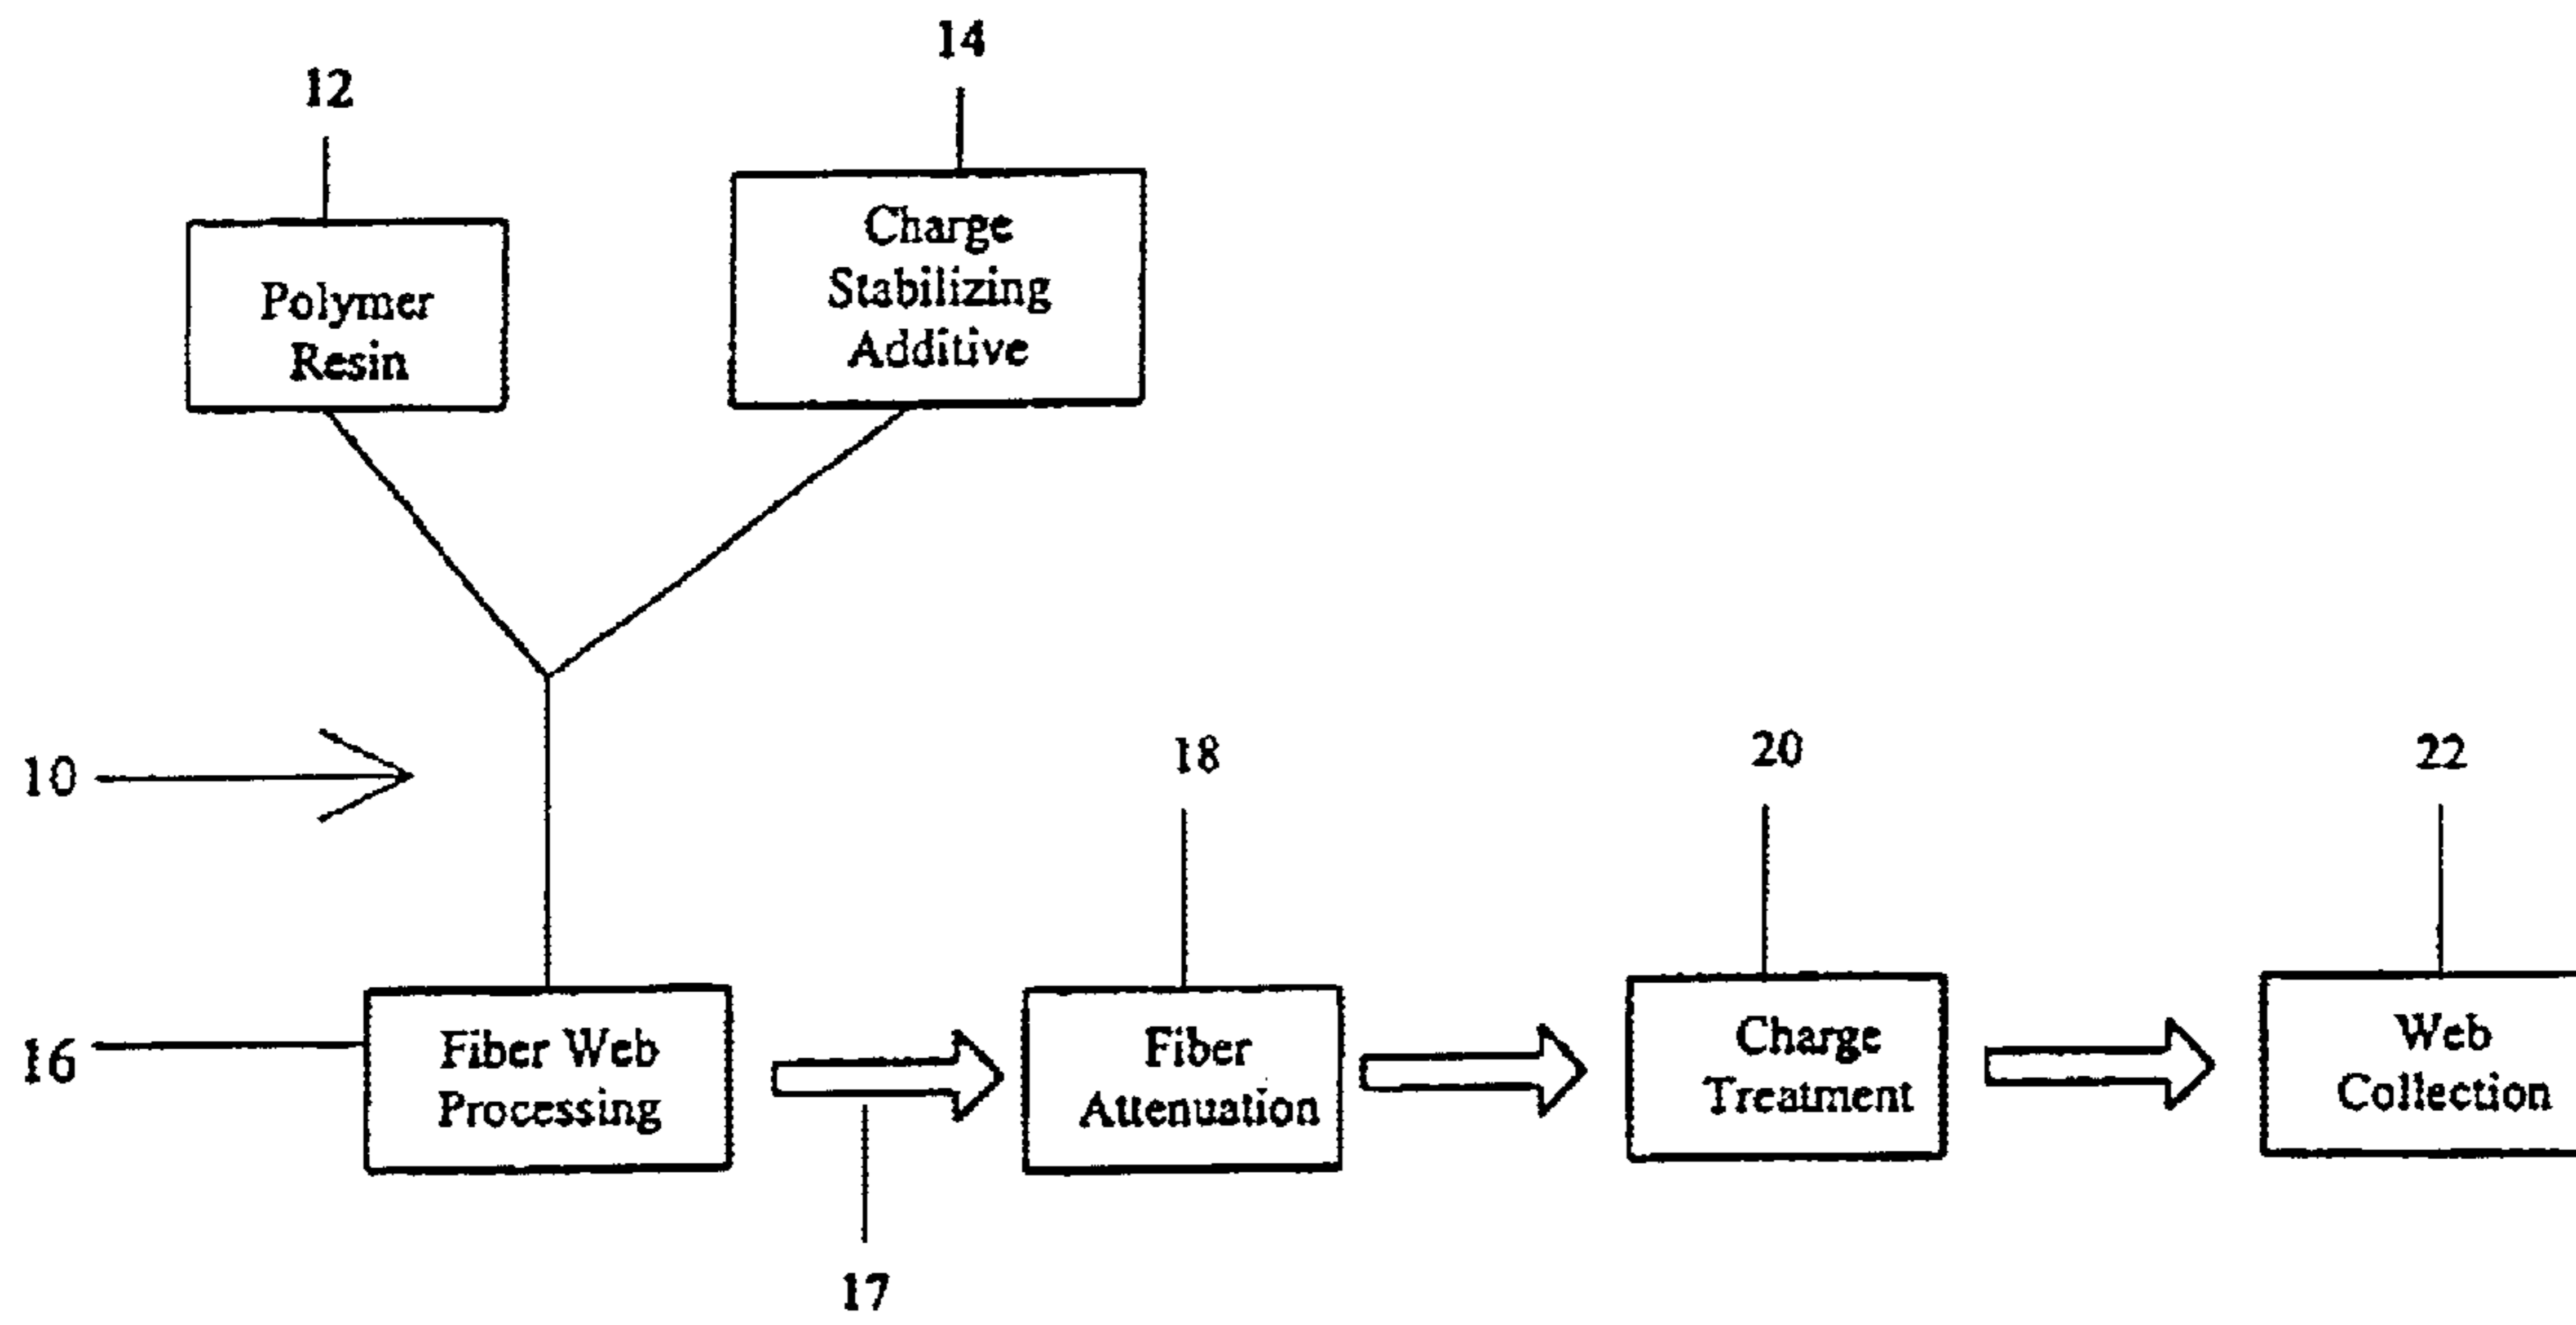 14
12
Charge
Stabilizing
Additive
Polymer
Resin
10
18
20
22
16
Fiber Web
Processing
Fiber
Attenuation
Charge
Treatment
Web
Collection
17